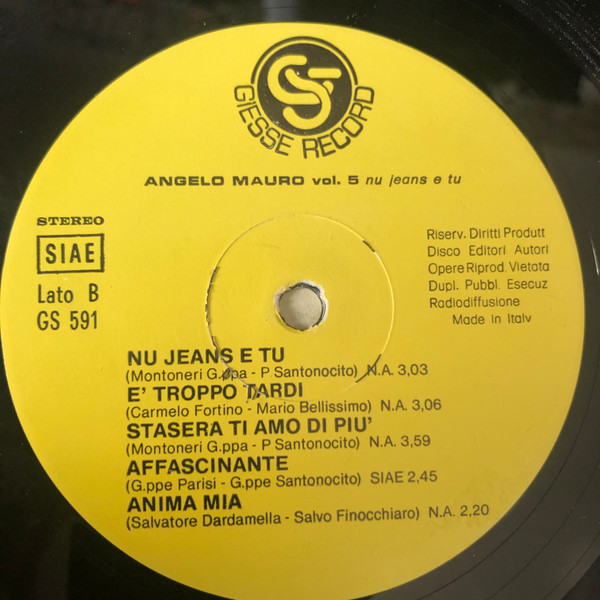 GIESSE RECORD
ANGELO MAURO vol. 5 nu jeans e tu
STEREO
SIAE
Lato B
GS 591
Riserv. Diritti Produtt
Disco Editori Autori
Opere Riprod. Vietata
Dupl. Pubbl. Esecuz
Radiodiffusione
Made in Italy
NU JEANS E TU
(Montoneri G.ppa - P Santonocito) N.A. 3,03
E' TROPPO TARDI
(Carmelo Fortino - Mario Bellissimo) N.A. 3,06
STASERA TI AMO DI PIU'
(Montoneri G.ppa - P Santonocito) N.A. 3,59
AFFASCINANTE
(G.ppe Parisi - G.ppe Santonocito) SIAE 2,45
ANIMA MIA
(Salvatore Dardamella - Salvo Finocchiaro) N.A. 2,20